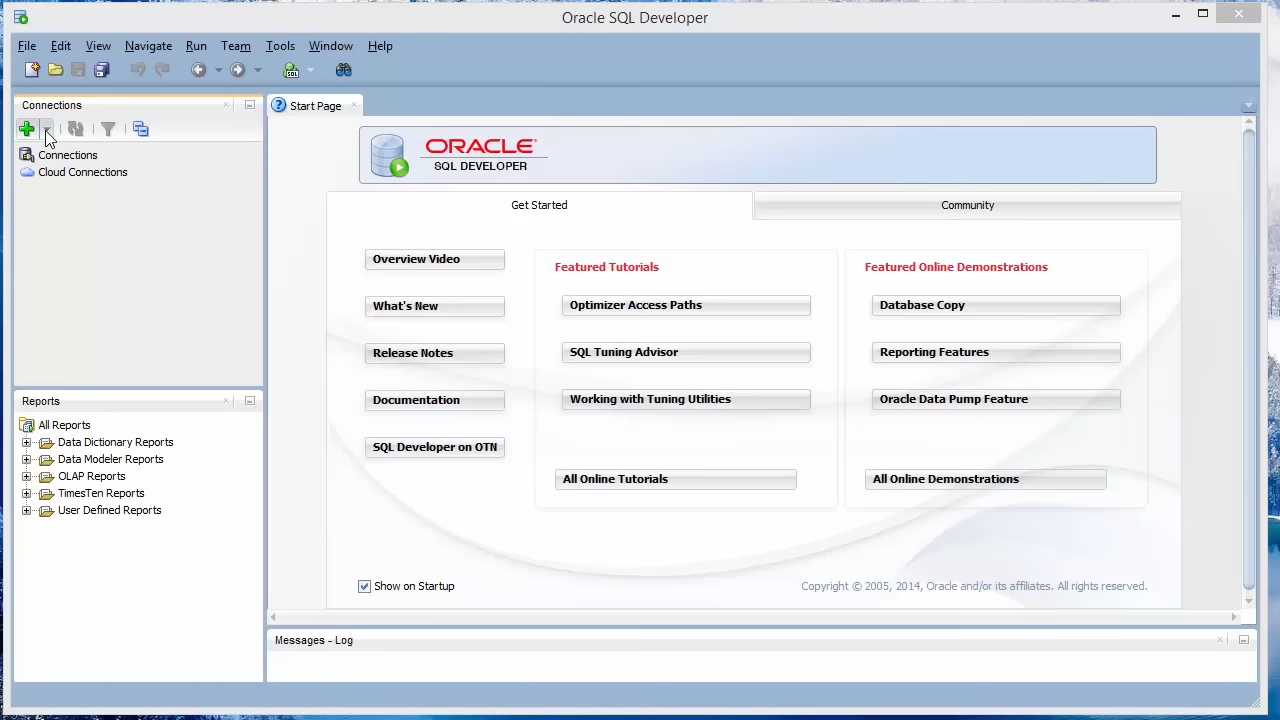 Oracle SQL Developer
File Edit View Navigate Run Team Tools Window Help
SQL
Connections
Connections
Cloud Connections
Reports
All Reports
Data Dictionary Reports
Data Modeler Reports
OLAP Reports
TimesTen Reports
User Defined Reports
Start Page
ORACLE
SQL DEVELOPER
Get Started
Community
Overview Video
What's New
Release Notes
Documentation
SQL Developer on OTN
Featured Tutorials
Optimizer Access Paths
SQL Tuning Advisor
Working with Tuning Utilities
All Online Tutorials
Featured Online Demonstrations
Database Copy
Reporting Features
Oracle Data Pump Feature
All Online Demonstrations
Show on Startup
Copyright © 2005, 2014, Oracle and/or its affiliates. All rights reserved.
Messages - Log